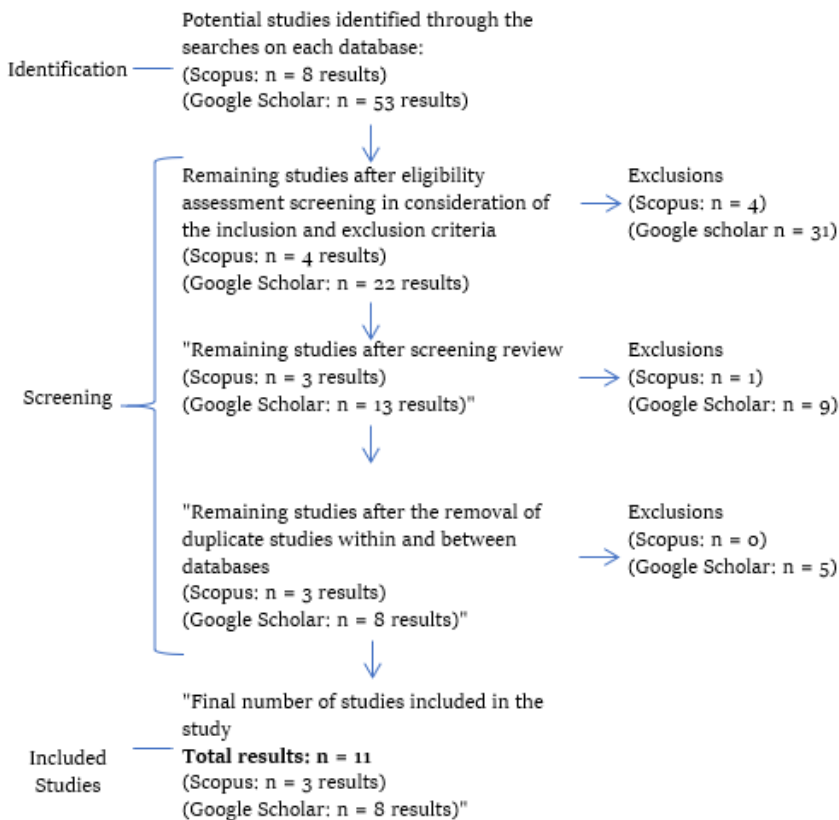 Potential studies identified through the
searches on each database:
Identification
(Scopus: n = 8 results)
(Google Scholar: n = 53 results)
Remaining studies after eligibility
assessment screening in consideration of
the inclusion and exclusion criteria
(Scopus: n = 4 results)
(Google Scholar: n = 22 results)
Exclusions
(Scopus: n = 4)
(Google scholar n = 31)
Screening
"Remaining studies after screening review
(Scopus: n = 3 results)
(Google Scholar: n = 13 results)"
Exclusions
(Scopus: n = 1)
(Google Scholar: n = 9)
"Remaining studies after the removal of
duplicate studies within and between
databases
(Scopus: n = 3 results)
(Google Scholar: n = 8 results)"
Exclusions
(Scopus: n = 0)
(Google Scholar: n = 5)
Included
Studies
"Final number of studies included in the
study
Total results: n = 11
(Scopus: n = 3 results)
(Google Scholar: n = 8 results)"